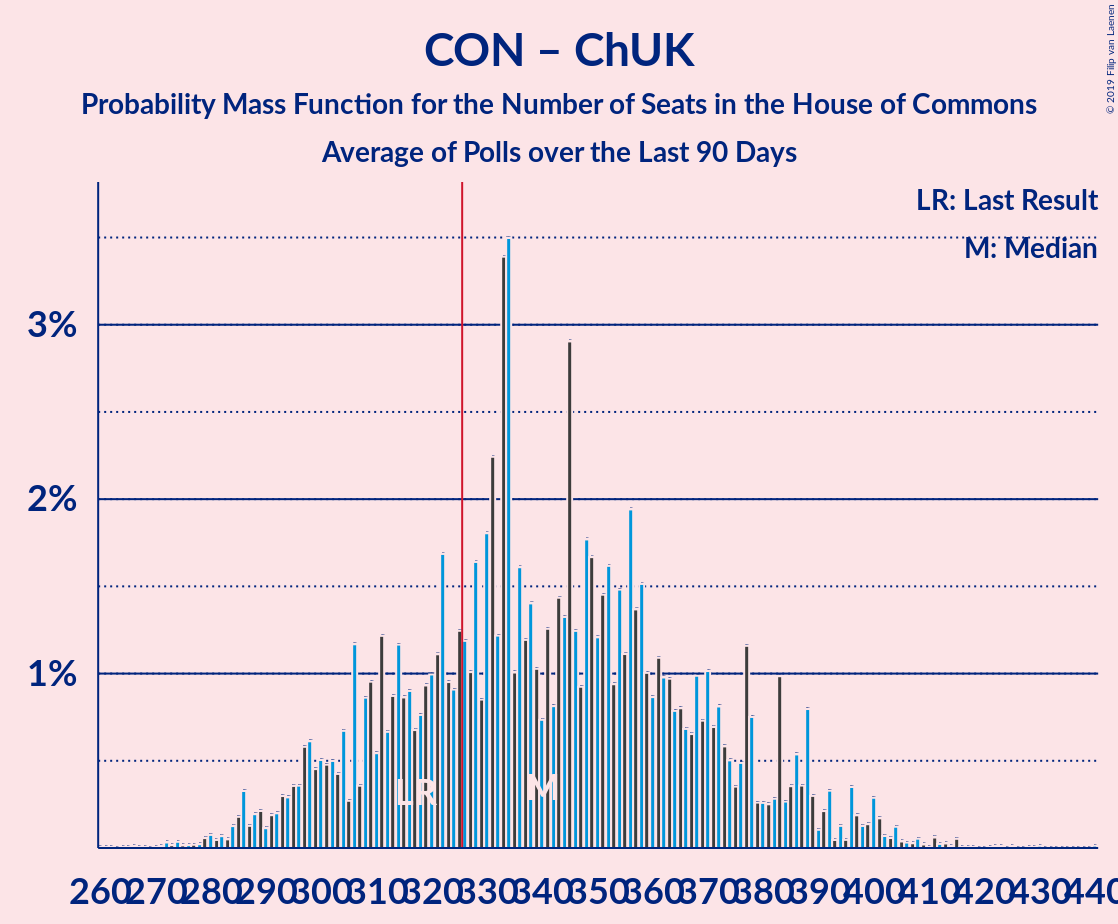 CON – ChUK
Probability Mass Function for the Number of Seats in the House of Commons
Average of Polls over the Last 90 Days
© 2019 Filip van Laenen
LR: Last Result
M: Median
3%
2%
1%
LR M
260 270 280 290 300 310 320 330 340 350 360 370 380 390 400 410 420 430 440